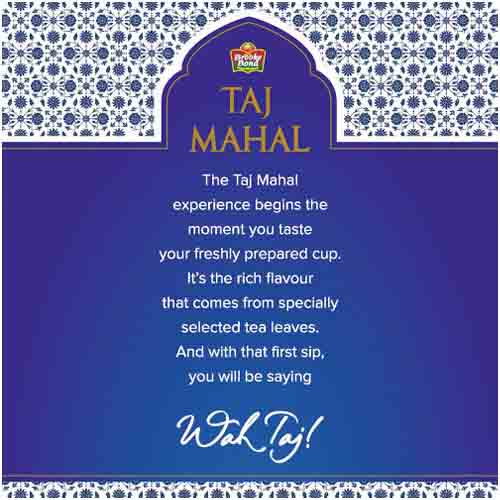 Brooke
Bond
TAJ
MAHAL
The Taj Mahal
experience begins the
moment you taste
your freshly prepared cup.
It's the rich flavour
that comes from specially
selected tea leaves.
And with that first sip,
you will be saying
Wah Taj!